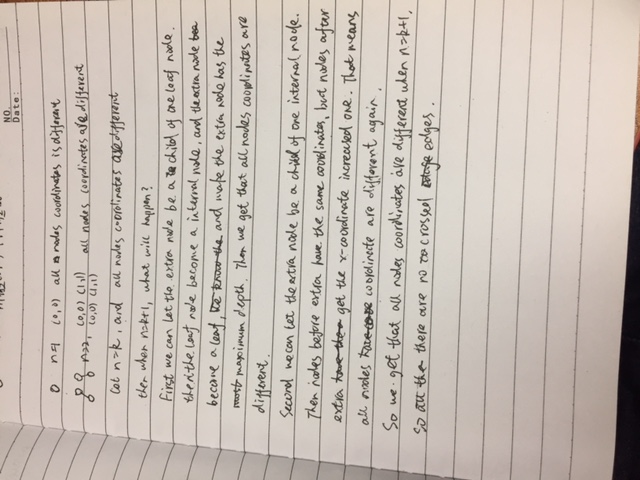 NO.
Date:
n=1 (0,0) all nodes coordinates is different
n=2, (0,0) (1,1) all nodes coordinates are different
(0,0) (1,1)
Let n=k, and all nodes coordinates are different
then when n=k+1, what will happen?
First we can let the extra node be a child of one leaf node.
then the leaf node become a internal node, and the extra node
become a leaf, and make the extra node has the
maximum depth. Then we get that all nodes coordinates are
different.
Second we can let the extra node be a child of one internal node.
Then nodes before extra have the same coordinates, but nodes after
extra get the x-coordinate increased one. That means
all nodes coordinate are different again.
So we get that all nodes coordinates are different when n=k+1.
So there are no crossed edges.